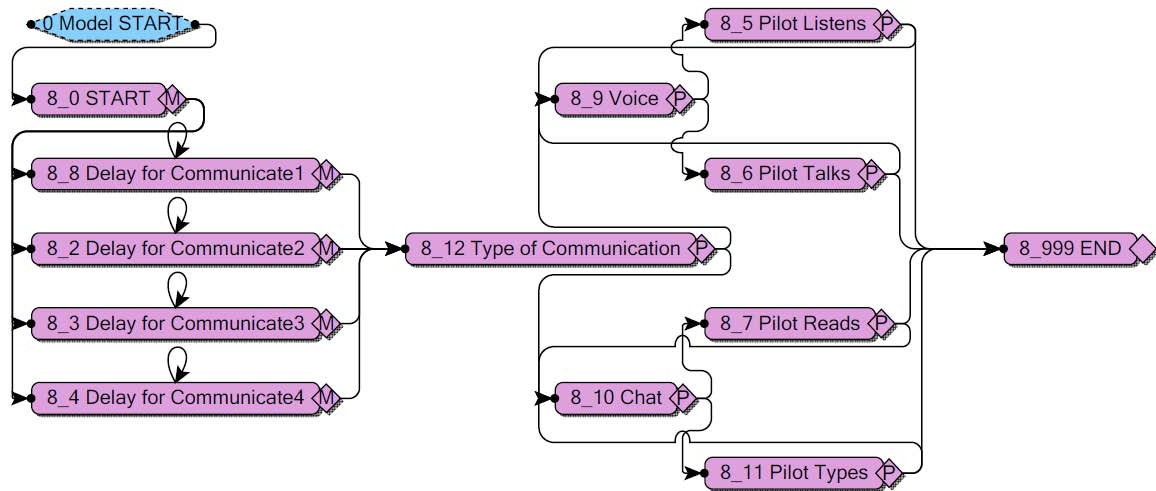 0 Model START
8_0 START M
8_8 Delay for Communicate1 M
8_2 Delay for Communicate2 M
8_3 Delay for Communicate3 M
8_4 Delay for Communicate4 M
8_12 Type of Communication P
8_5 Pilot Listens P
8_9 Voice P
8_6 Pilot Talks P
8_7 Pilot Reads P
8_10 Chat P
8_11 Pilot Types P
8_999 END